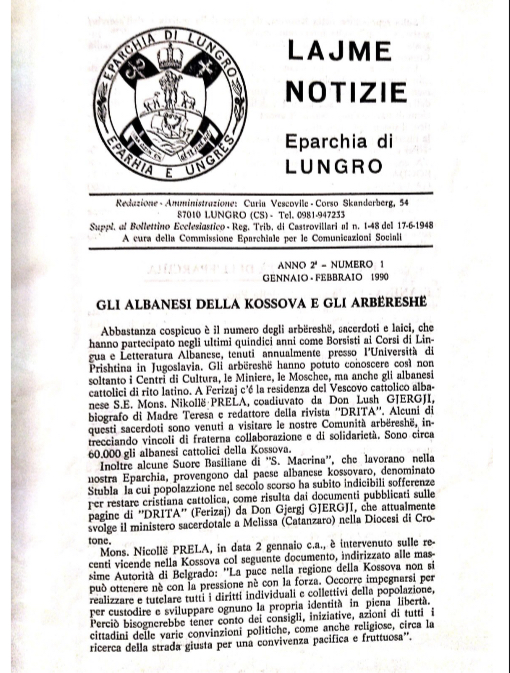 EPARCHIA DI LUNGRO
EPARHIA E UNGRËS
LAJME
NOTIZIE
Eparchia di
LUNGRO
Redazione - Amministrazione: Curia Vescovile - Corso Skanderberg, 54
87010 LUNGRO (CS) - Tel. 0981-947233
Suppl. al Bollettino Ecclesiastico - Reg. Trib. di Castrovillari al n. 1-48 del 17-6-1948
A cura della Commissione Eparchiale per le Comunicazioni Sociali
ANNO 2° - NUMERO 1
GENNAIO - FEBBRAIO 1990
GLI ALBANESI DELLA KOSSOVA E GLI ARBËRESHË
Abbastanza cospicuo è il numero degli arbëreshë, sacerdoti e laici, che
hanno partecipato negli ultimi quindici anni come Borsisti ai Corsi di Lin-
gua e Letteratura Albanese, tenuti annualmente presso l'Università di
Prishtina in Jugoslavia. Gli arbëreshë hanno potuto conoscere così non
soltanto i Centri di Cultura, le Miniere, le Moschee, ma anche gli albanesi
cattolici di rito latino. A Ferizaj c'é la residenza del Vescovo cattolico alba-
nese S.E. Mons. Nikollë PRELA, coadiuvato da Don Lush GJERGJI,
biografo di Madre Teresa e redattore della rivista "DRITA". Alcuni di
questi sacerdoti sono venuti a visitare le nostre Comunità arbëreshë, in-
trecciando vincoli di fraterna collaborazione e di solidarietà. Sono circa
60.000 gli albanesi cattolici della Kossova.
Inoltre alcune Suore Basiliane di "S. Macrina", che lavorano nella
nostra Eparchia, provengono dal paese albanese kossovaro, denominato
Stubla la cui popolazzione nel secolo scorso ha subito indicibili sofferenze
per restare cristiana cattolica, come risulta dai documenti pubblicati sulle
pagine di "DRITA" (Ferizaj) da Don Gjergj GJERGJI, che attualmente
svolge il ministero sacerdotale a Melissa (Catanzaro) nella Diocesi di Cro-
tone.
Mons. Nicollë PRELA, in data 2 gennaio c.a., è intervenuto sulle re-
centi vicende nella Kossova col seguente documento, indirizzato alle mas-
sime Autorità di Belgrado: "La pace nella regione della Kossova non si
può ottenere nè con la pressione nè con la forza. Occorre impegnarsi per
realizzare e tutelare tutti i diritti individuali e collettivi della popolazione,
per custodire e sviluppare ognuno la propria identità in piena libertà.
Perciò bisognerebbe tener conto dei consigli, iniziative, azioni di tutti i
cittadini delle varie convinzioni politiche, come anche religiose, circa la
ricerca della strada giusta per una convivenza pacifica e fruttuosa".